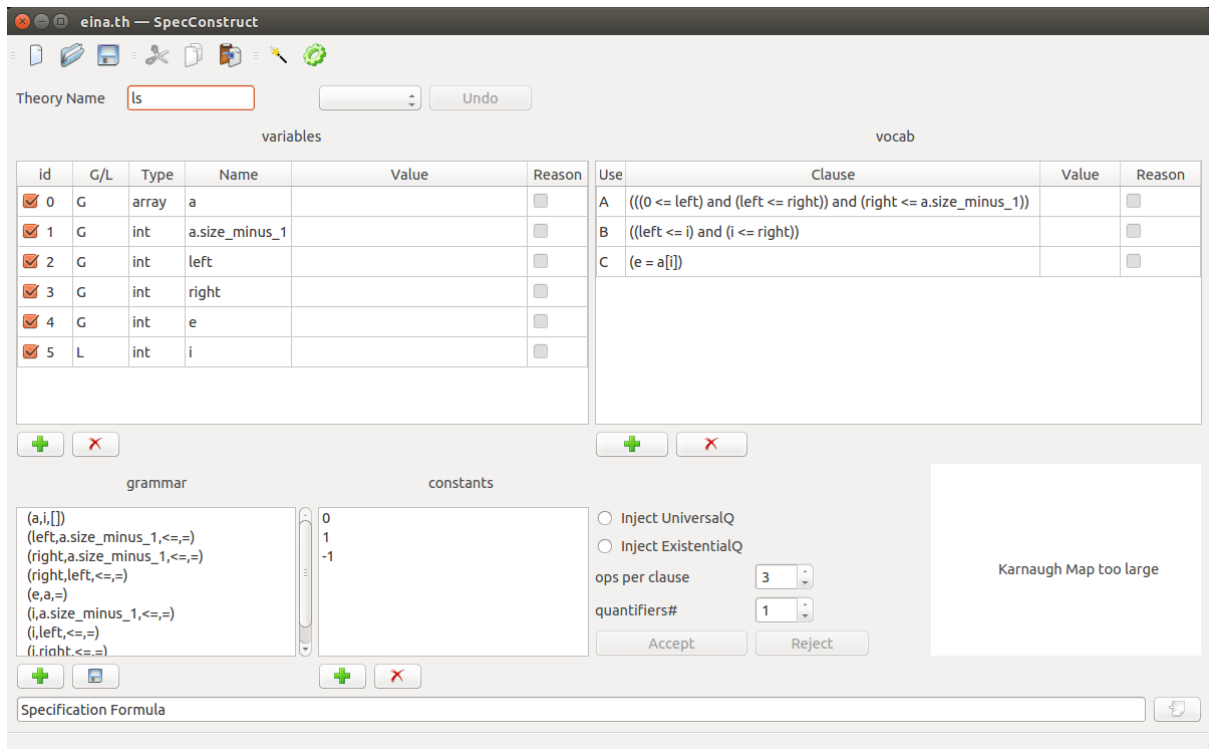 eina.th — SpecConstruct
Theory Name ls Undo
variables vocab
id G/L Type Name Value Reason Use Clause Value Reason
0 G array a A (((0 <= left) and (left <= right)) and (right <= a.size_minus_1))
1 G int a.size_minus_1 B ((left <= i) and (i <= right))
2 G int left C (e = a[i])
3 G int right
4 G int e
5 L int i
grammar constants
(a,i,[])
(left,a.size_minus_1,<=,=)
(right,a.size_minus_1,<=,=)
(right,left,<=,=)
(e,a,=)
(i,a.size_minus_1,<=,=)
(i,left,<=,=)
(i,right,<=,=)
0
1
-1
Inject UniversalQ
Inject ExistentialQ
ops per clause 3
quantifiers# 1
Accept Reject
Karnaugh Map too large
Specification Formula